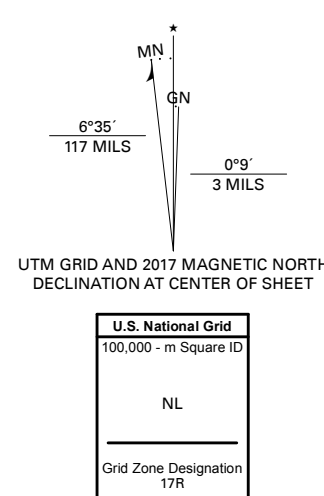 ★
MN
GN
6°35´
117 MILS
0°9´
3 MILS
UTM GRID AND 2017 MAGNETIC NORTH
DECLINATION AT CENTER OF SHEET
U.S. National Grid
100,000 - m Square ID
NL
Grid Zone Designation
17R